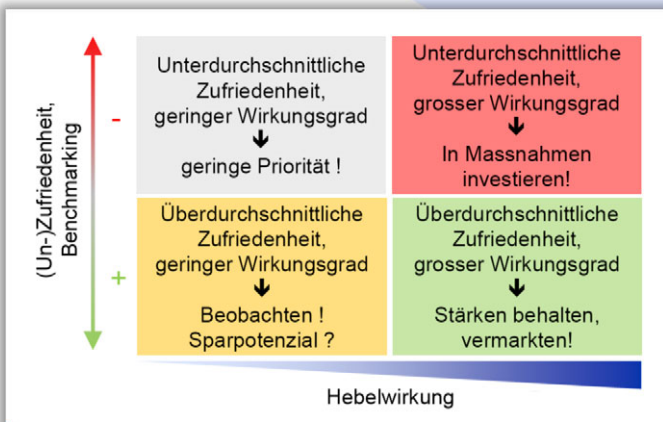 (Un-)Zufriedenheit,
Benchmarking
-
+
Unterdurchschnittliche
Zufriedenheit,
geringer Wirkungsgrad
↓
geringe Priorität !
Unterdurchschnittliche
Zufriedenheit,
grosser Wirkungsgrad
↓
In Massnahmen
investieren!
Überdurchschnittliche
Zufriedenheit,
geringer Wirkungsgrad
↓
Beobachten !
Sparpotenzial ?
Überdurchschnittliche
Zufriedenheit,
grosser Wirkungsgrad
↓
Stärken behalten,
vermarkten!
Hebelwirkung